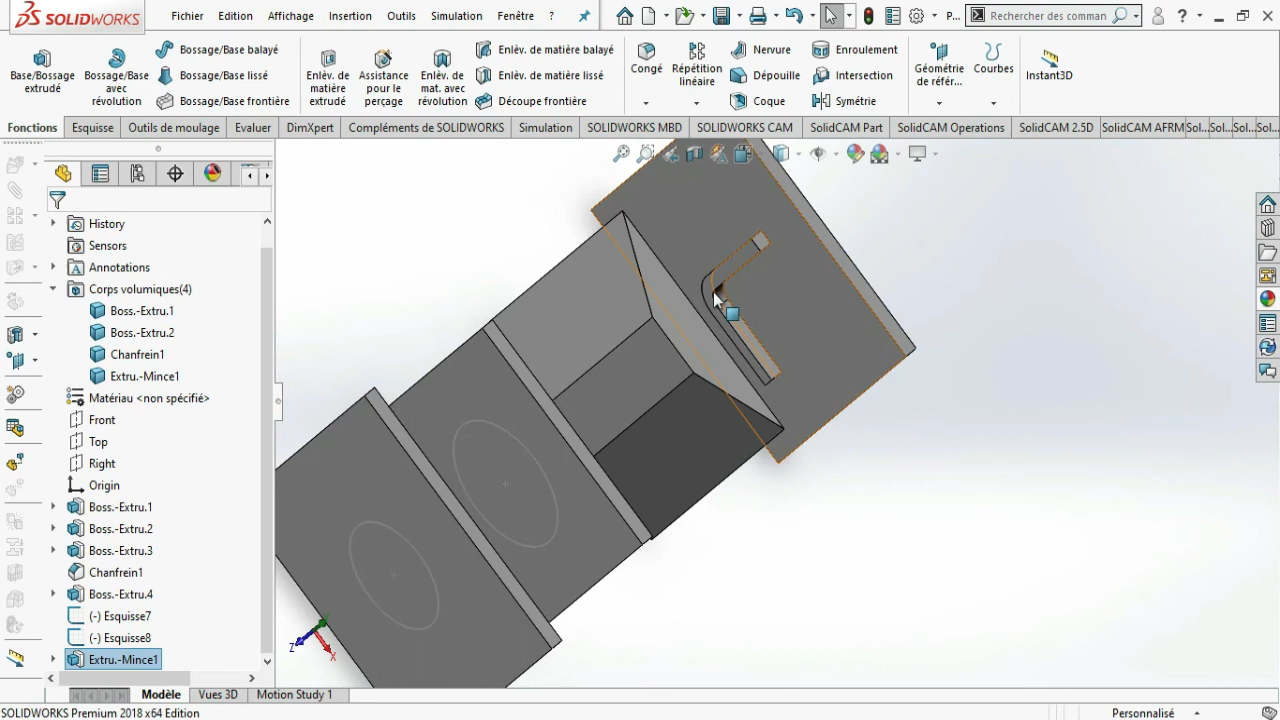 SOLIDWORKS
Fichier Edition Affichage Insertion Outils Simulation Fenêtre ?
P... Rechercher des comman ?
Base/Bossage extrudé
Bossage/Base avec révolution
Bossage/Base balayé
Bossage/Base lissé
Bossage/Base frontière
Enlèv. de matière extrudé
Assistance pour le perçage
Enlèv. de mat. avec révolution
Enlèv. de matière balayé
Enlèv. de matière lissé
Découpe frontière
Congé
Répétition linéaire
Nervure
Dépouille
Coque
Enroulement
Intersection
Symétrie
Géométrie de référ...
Courbes
Instant3D
Fonctions Esquisse Outils de moulage Evaluer DimXpert Compléments de SOLIDWORKS Simulation SOLIDWORKS MBD SOLIDWORKS CAM SolidCAM Part SolidCAM Operations SolidCAM 2.5D SolidCAM AFRM Sol... Sol... Sol... Sol...
History
Sensors
Annotations
Corps volumiques(4)
Boss.-Extru.1
Boss.-Extru.2
Chanfrein1
Extru.-Mince1
Matériau <non spécifié>
Front
Top
Right
Origin
Boss.-Extru.1
Boss.-Extru.2
Boss.-Extru.3
Chanfrein1
Boss.-Extru.4
(-) Esquisse7
(-) Esquisse8
Extru.-Mince1
Z X
Modèle Vues 3D Motion Study 1
SOLIDWORKS Premium 2018 x64 Edition Personnalisé